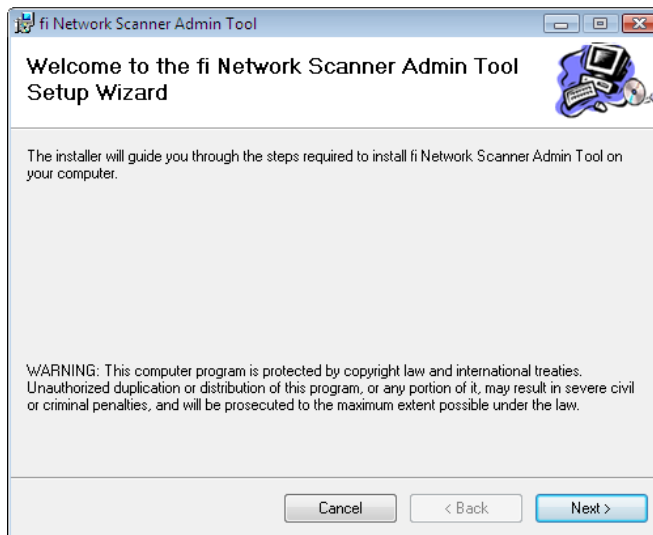 fi Network Scanner Admin Tool
Welcome to the fi Network Scanner Admin Tool
Setup Wizard
The installer will guide you through the steps required to install fi Network Scanner Admin Tool on
your computer.
WARNING: This computer program is protected by copyright law and international treaties.
Unauthorized duplication or distribution of this program, or any portion of it, may result in severe civil
or criminal penalties, and will be prosecuted to the maximum extent possible under the law.
Cancel
< Back
Next >